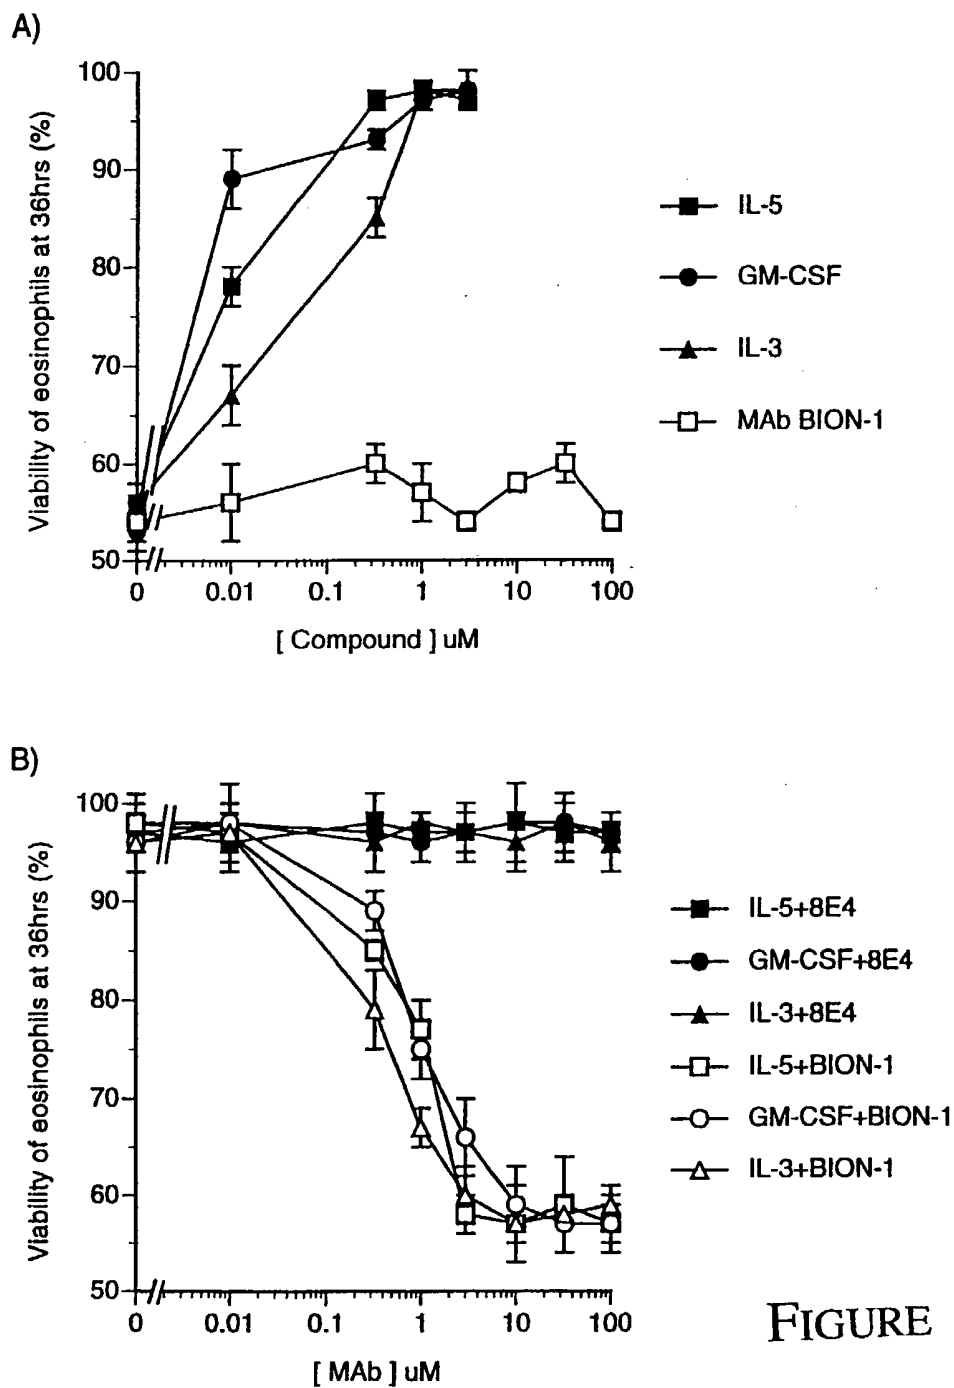 A)
Viability of eosinophils at 36hrs (%)
100
90
80
70
60
50
0 0.01 0.1 1 10 100
[ Compound ] uM
IL-5
GM-CSF
IL-3
MAb BION-1
B)
Viability of eosinophils at 36hrs (%)
100
90
80
70
60
50
0 0.01 0.1 1 10 100
[ MAb ] uM
IL-5+8E4
GM-CSF+8E4
IL-3+8E4
IL-5+BION-1
GM-CSF+BION-1
IL-3+BION-1
FIGURE